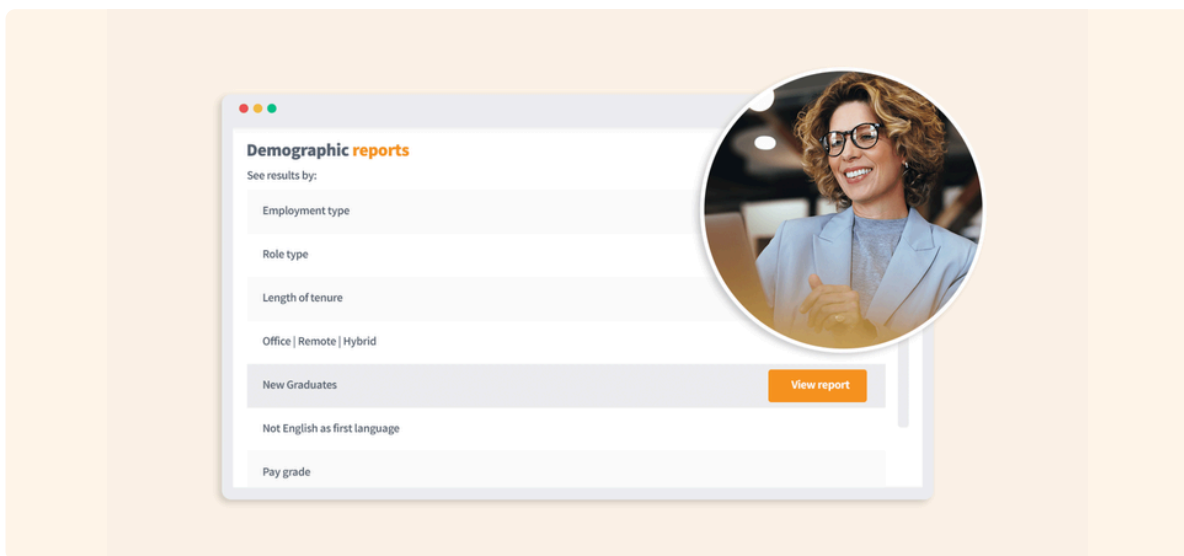 Demographic reports
See results by:
Employment type
Role type
Length of tenure
Office | Remote | Hybrid
New Graduates
View report
Not English as first language
Pay grade